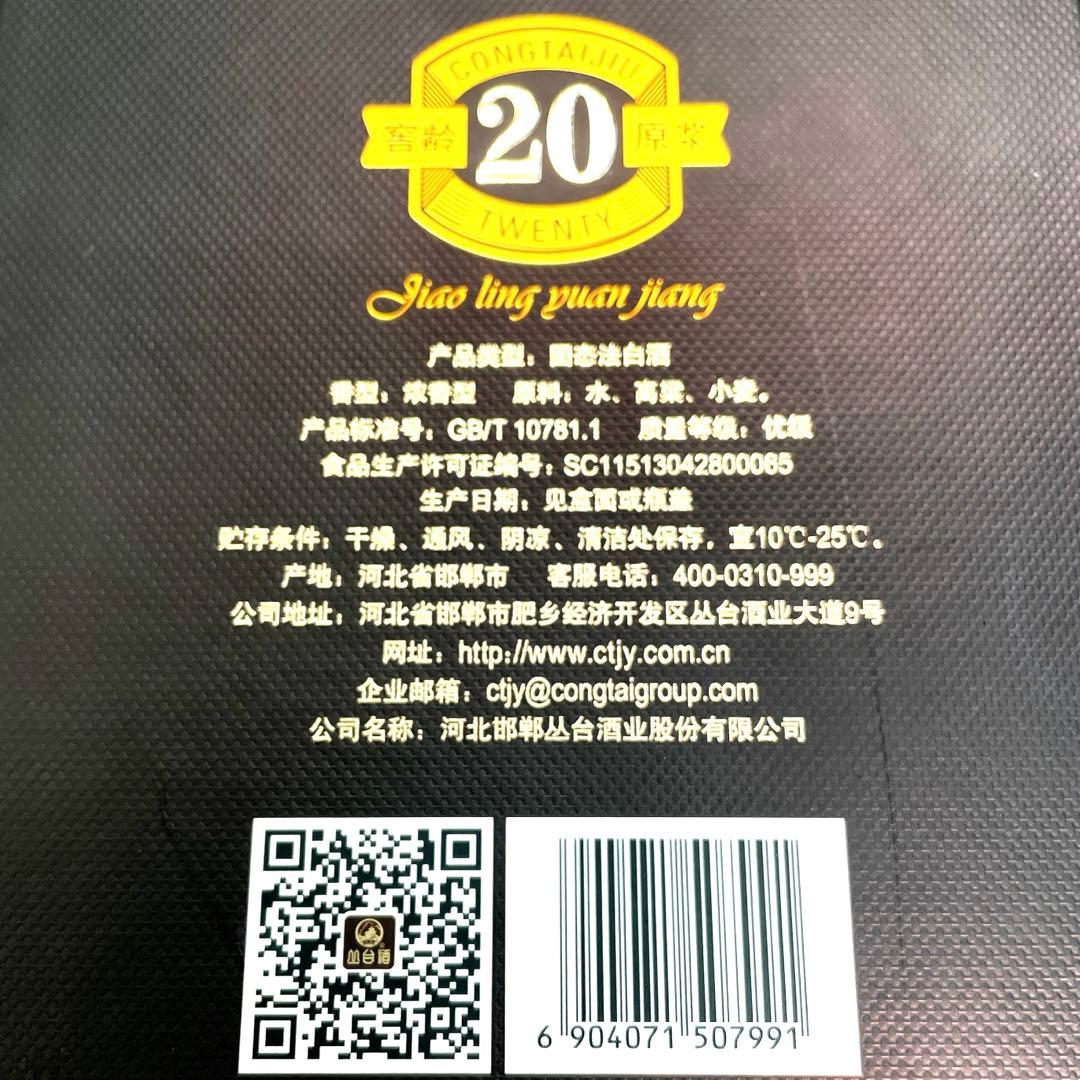 CONGTAIJIU
窖龄 20 原浆
TWENTY
Jiao ling yuan jiang
产品类型：固态法白酒
香型：浓香型 原料：水、高粱、小麦。
产品标准号：GB/T 10781.1 质量等级：优级
食品生产许可证编号：SC11513042800065
生产日期：见盒面或瓶盖
贮存条件：干燥、通风、阴凉、清洁处保存，宜10℃-25℃。
产地：河北省邯郸市 客服电话：400-0310-999
公司地址：河北省邯郸市肥乡经济开发区丛台酒业大道9号
网址：http://www.ctjy.com.cn
企业邮箱：ctjy@congtaigroup.com
公司名称：河北邯郸丛台酒业股份有限公司
丛台酒
6 904071 507991